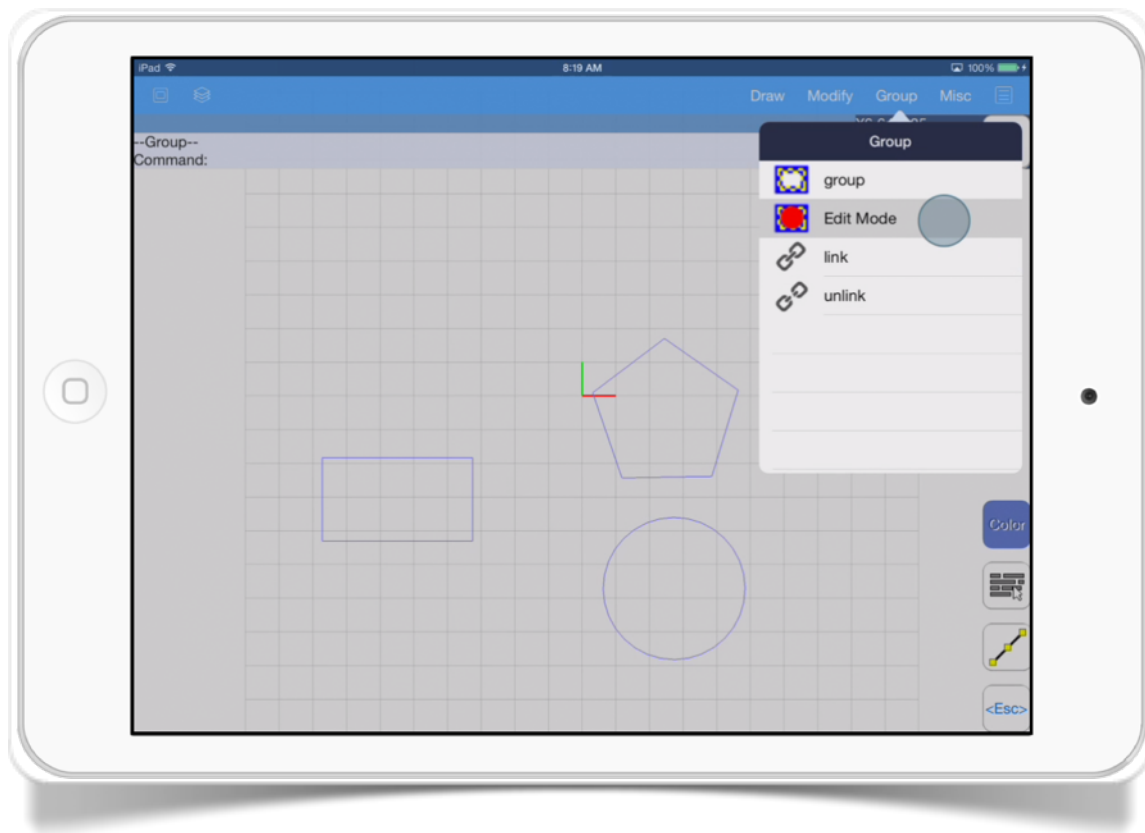 iPad 8:19 AM 100%
Draw Modify Group Misc
--Group--
Command:
Group
group
Edit Mode
link
unlink
Color
<Esc>